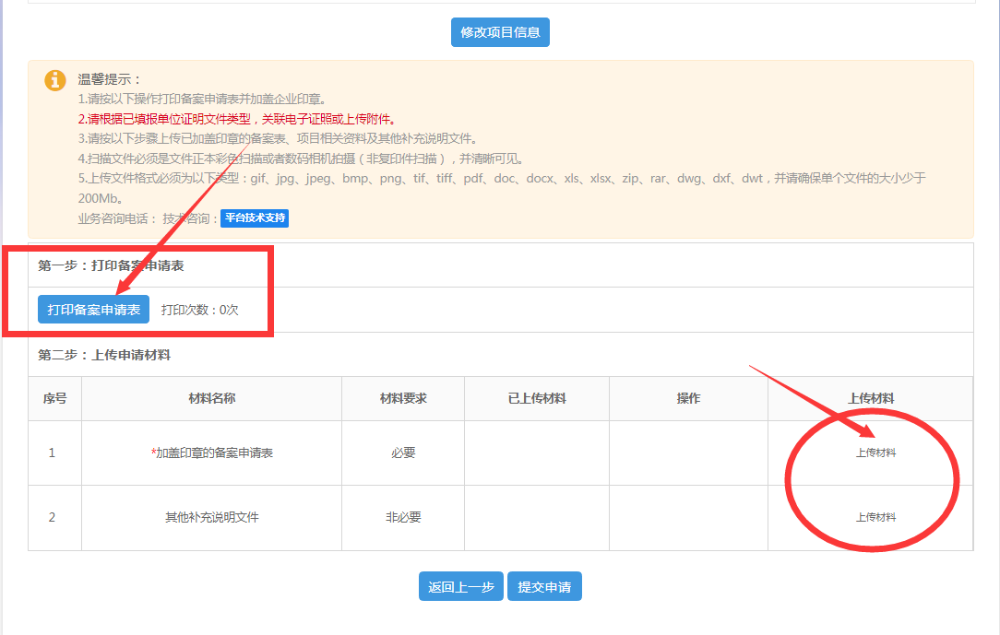 修改项目信息
温馨提示：
1.请按以下操作打印备案申请表并加盖企业印章。
2.请根据已填报单位证明文件类型，关联电子证照或上传附件。
3.请按以下步骤上传已加盖印章的备案表、项目相关资料及其他补充说明文件。
4.扫描文件必须是文件正本彩色扫描或者数码相机拍摄（非复印件扫描），并清晰可见。
5.上传文件格式必须为以下类型：gif、jpg、jpeg、bmp、png、tif、tiff、pdf、doc、docx、xls、xlsx、zip、rar、dwg、dxf、dwt，并请确保单个文件的大小少于
200Mb。
业务咨询电话： 技术咨询：平台技术支持
第一步：打印备案申请表
打印备案申请表 打印次数：0次
第二步：上传申请材料
序号 材料名称 材料要求 已上传材料 操作 上传材料
1 *加盖印章的备案申请表 必要 上传材料
2 其他补充说明文件 非必要 上传材料
返回上一步 提交申请